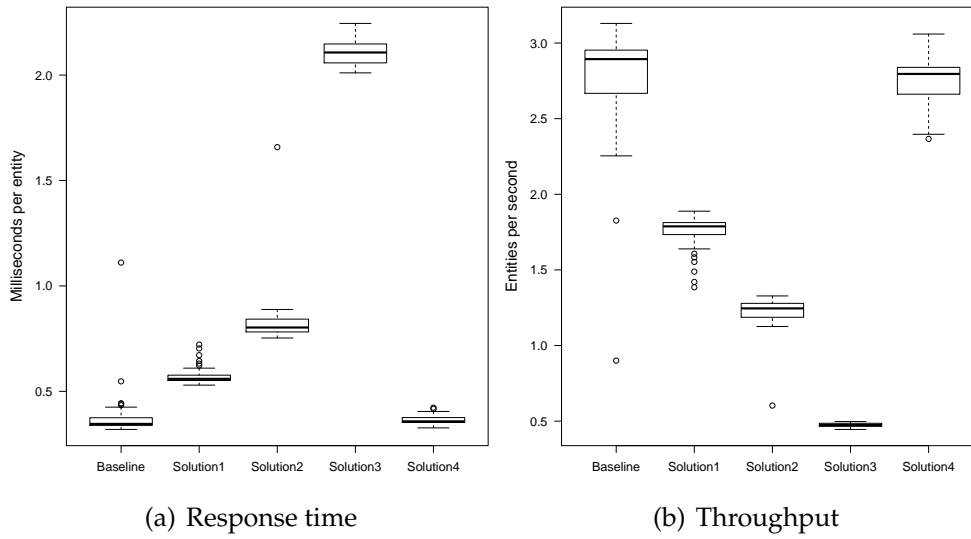 Milliseconds per entity
2.0
1.5
1.0
0.5
Baseline Solution1 Solution2 Solution3 Solution4
(a) Response time
Entities per second
3.0
2.5
2.0
1.5
1.0
0.5
Baseline Solution1 Solution2 Solution3 Solution4
(b) Throughput